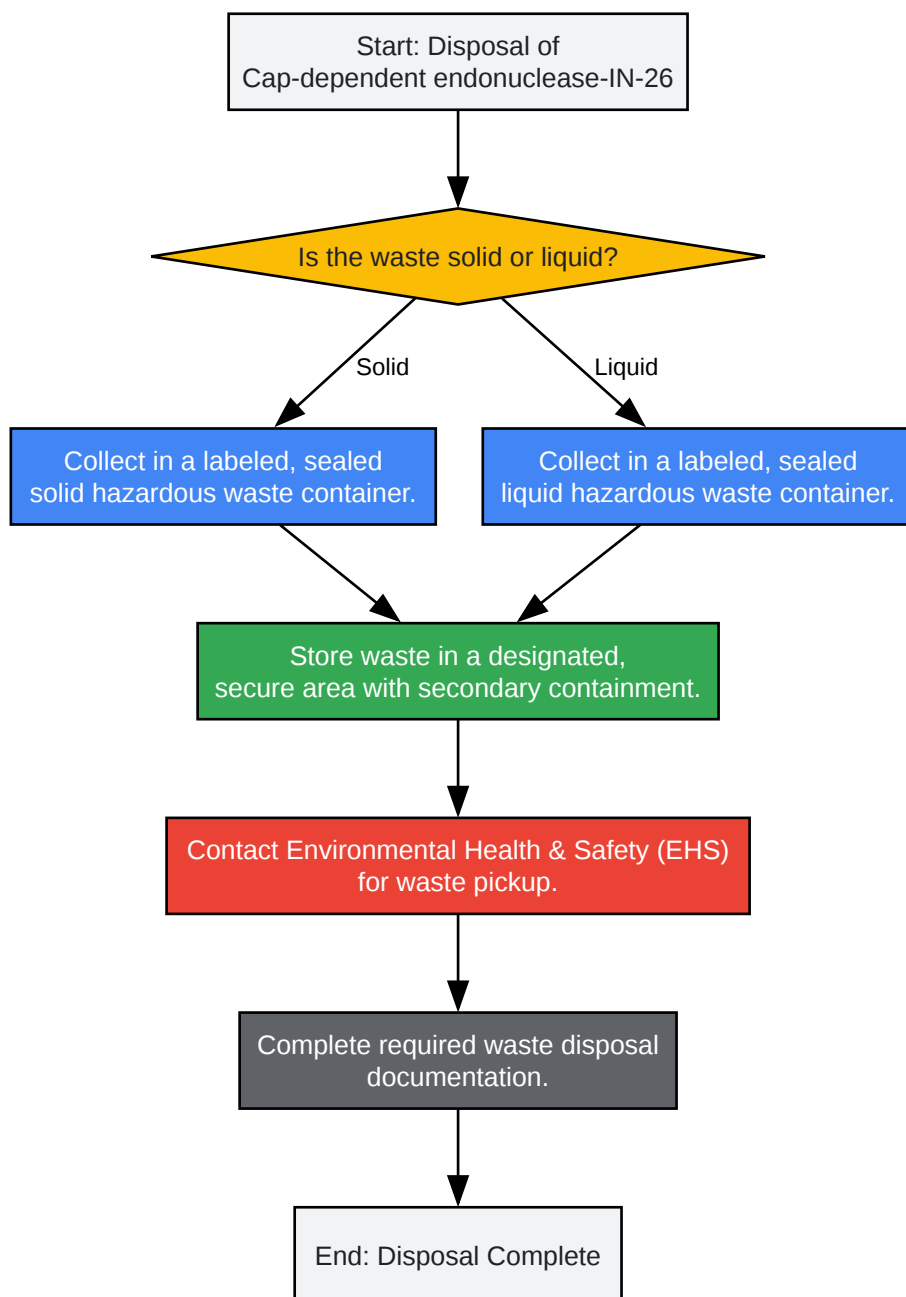 Start: Disposal of
Cap-dependent endonuclease-IN-26
Is the waste solid or liquid?
Solid
Liquid
Collect in a labeled, sealed
solid hazardous waste container.
Collect in a labeled, sealed
liquid hazardous waste container.
Store waste in a designated,
secure area with secondary containment.
Contact Environmental Health & Safety (EHS)
for waste pickup.
Complete required waste disposal
documentation.
End: Disposal Complete